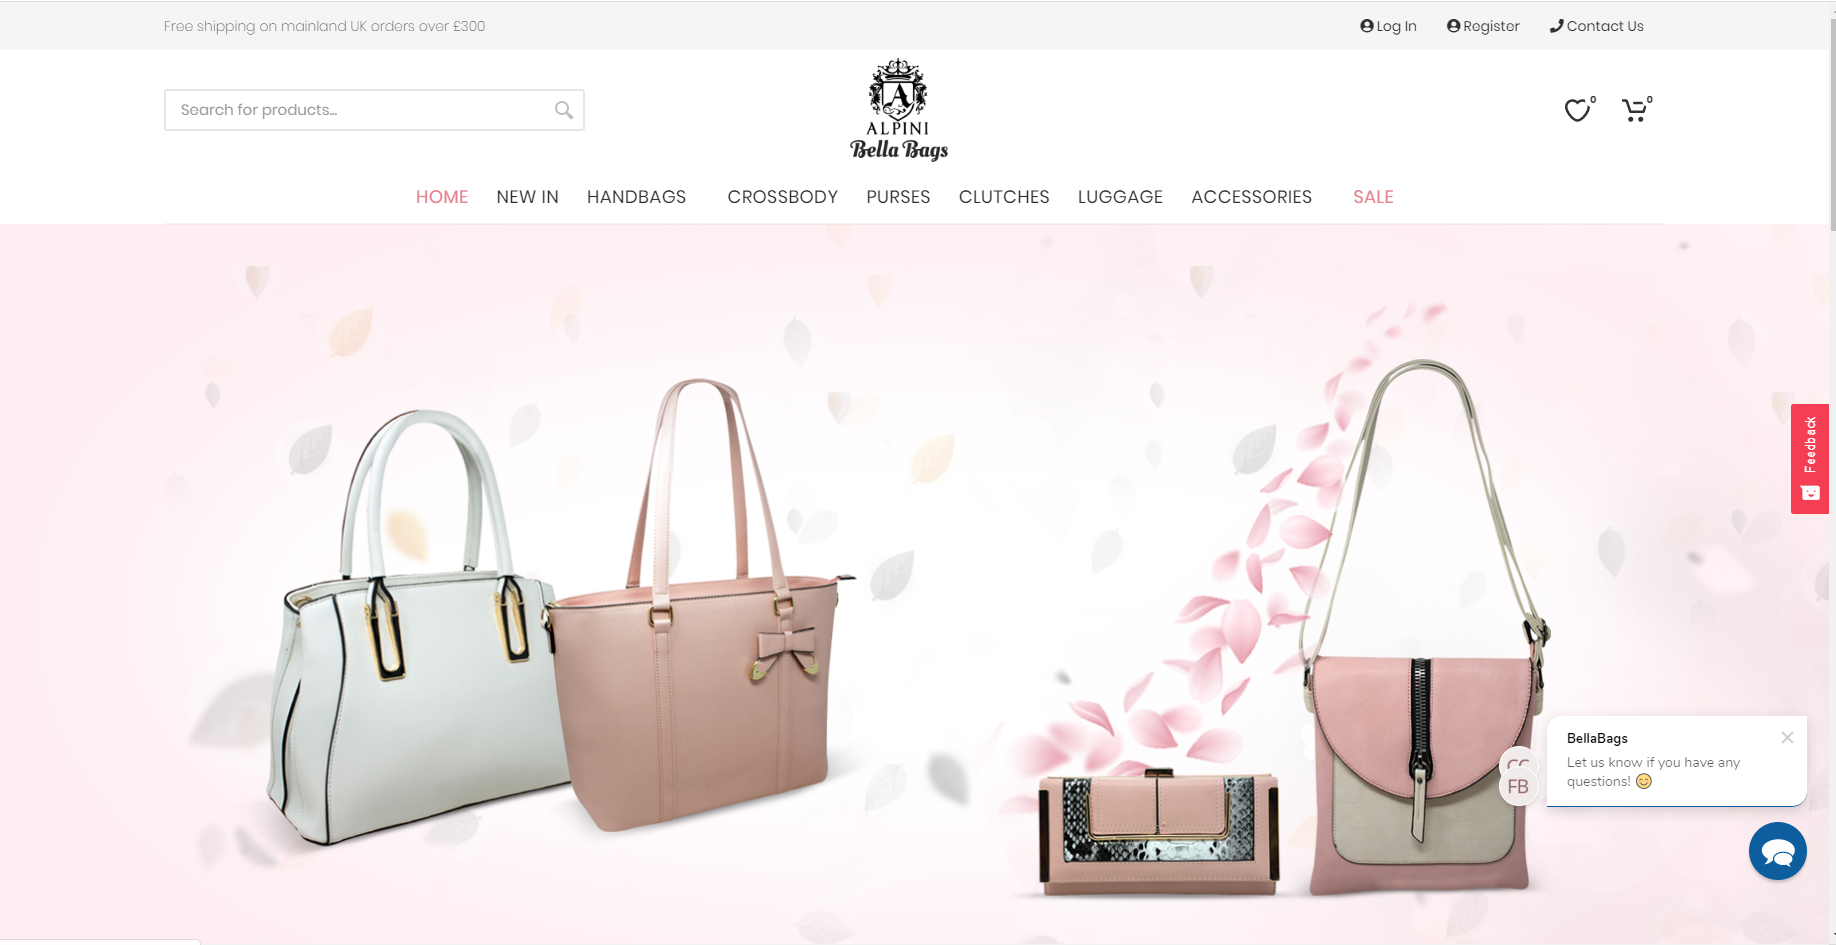 Free shipping on mainland UK orders over £300
Log In
Register
Contact Us
Search for products...
0
0
A
ALPINI
Bella Bags
HOME
NEW IN
HANDBAGS
CROSSBODY
PURSES
CLUTCHES
LUGGAGE
ACCESSORIES
SALE
Feedback
BellaBags
Let us know if you have any
questions! 😊
FB